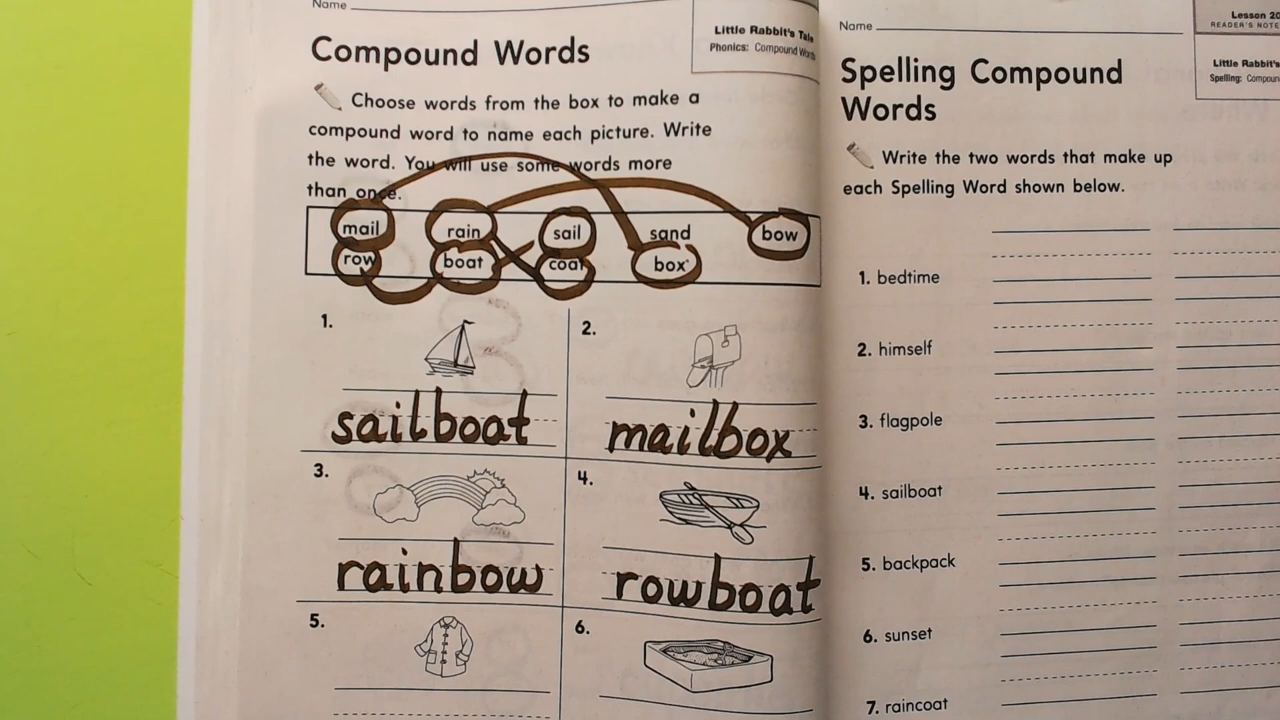 Name
Little Rabbit's Tale
Phonics: Compound Words
Compound Words
Choose words from the box to make a
compound word to name each picture. Write
the word. You will use some words more
than once.
mail rain sail sand bow
row boat coat box
1.
sailboat
2.
mailbox
3.
rainbow
4.
rowboat
5.
6.
Name
Lesson 20
READER'S NOTE
Little Rabbit's
Spelling: Compoun
Spelling Compound
Words
Write the two words that make up
each Spelling Word shown below.
1. bedtime
2. himself
3. flagpole
4. sailboat
5. backpack
6. sunset
7. raincoat